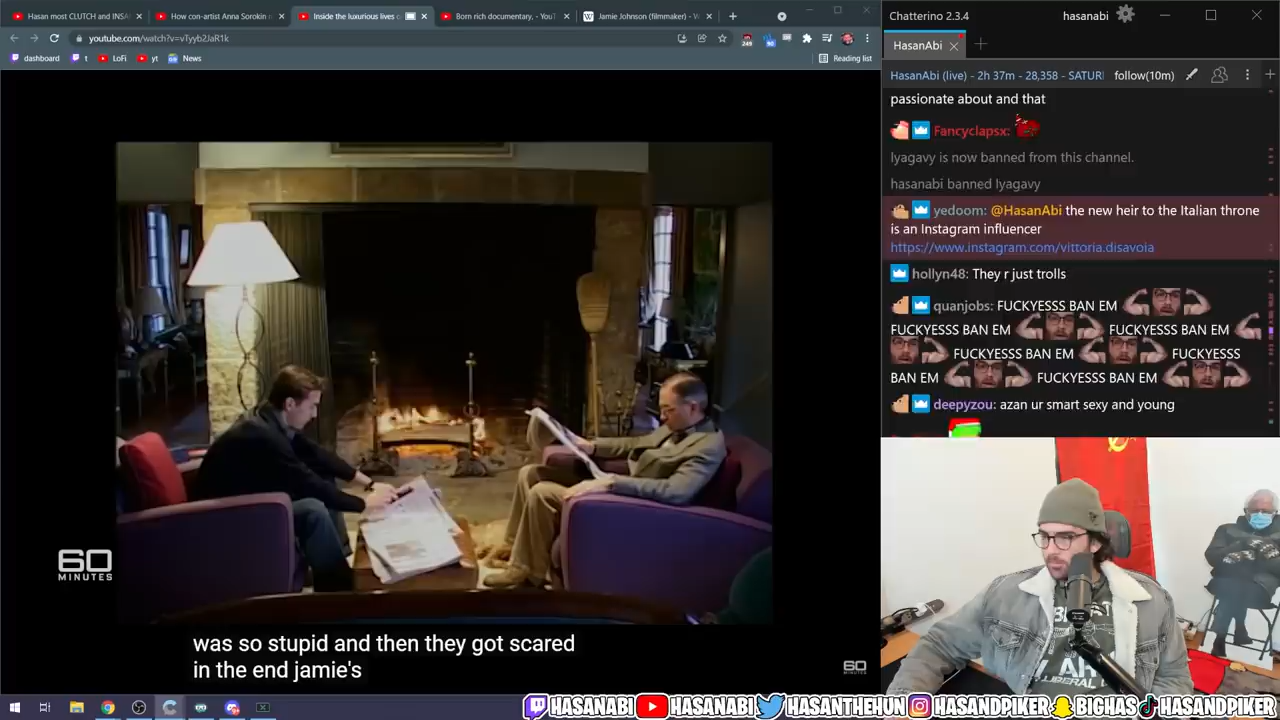 Hasan most CLUTCH and INSA
How con-artist Anna Sorokin
Inside the luxurious lives o
Born rich documentary, - YouT
Jamie Johnson (filmmaker) - W
youtube.com/watch?v=vTyyb2JaR1k
249
dashboard
t
LoFi
yt
News
Reading list
60
MINUTES
was so stupid and then they got scared
in the end jamie's
60
Chatterino 2.3.4
hasanabi
HasanAbi
HasanAbi (live) - 2h 37m - 28,358 - SATURI
follow(10m)
passionate about and that
Fancyclapsx:
lyagavy is now banned from this channel.
hasanabi banned lyagavy
yedoom: @HasanAbi the new heir to the Italian throne
is an Instagram influencer
https://www.instagram.com/vittoria.disavoia
hollyn48: They r just trolls
quanjobs: FUCKYESSS BAN EM
FUCKYESSS BAN EM FUCKYESSS BAN EM
FUCKYESSS BAN EM FUCKYESSS
BAN EM FUCKYESSS BAN EM
deepyzou: azan ur smart sexy and young
HASANABI HASANABI HASANTHEHUN HASANDPIKER BIGHAS HASANDPIKER